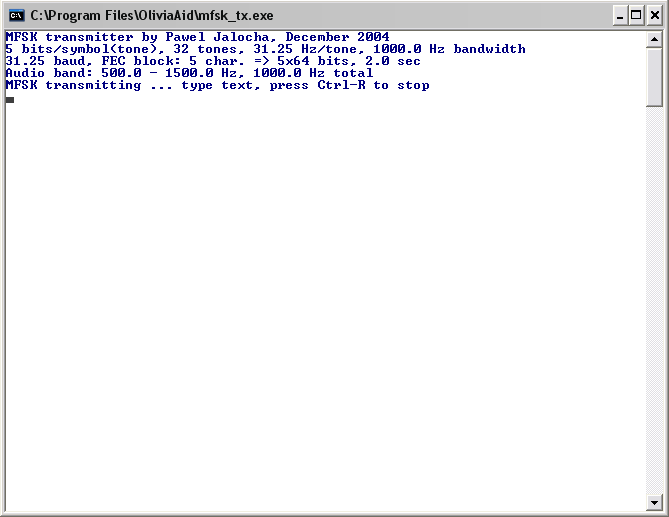 C:\Program Files\OliviaAid\mfsk_tx.exe
MFSK transmitter by Pawel Jalocha, December 2004
5 bits/symbol(tone), 32 tones, 31.25 Hz/tone, 1000.0 Hz bandwidth
31.25 baud, FEC block: 5 char. => 5x64 bits, 2.0 sec
Audio band: 500.0 - 1500.0 Hz, 1000.0 Hz total
MFSK transmitting ... type text, press Ctrl-R to stop